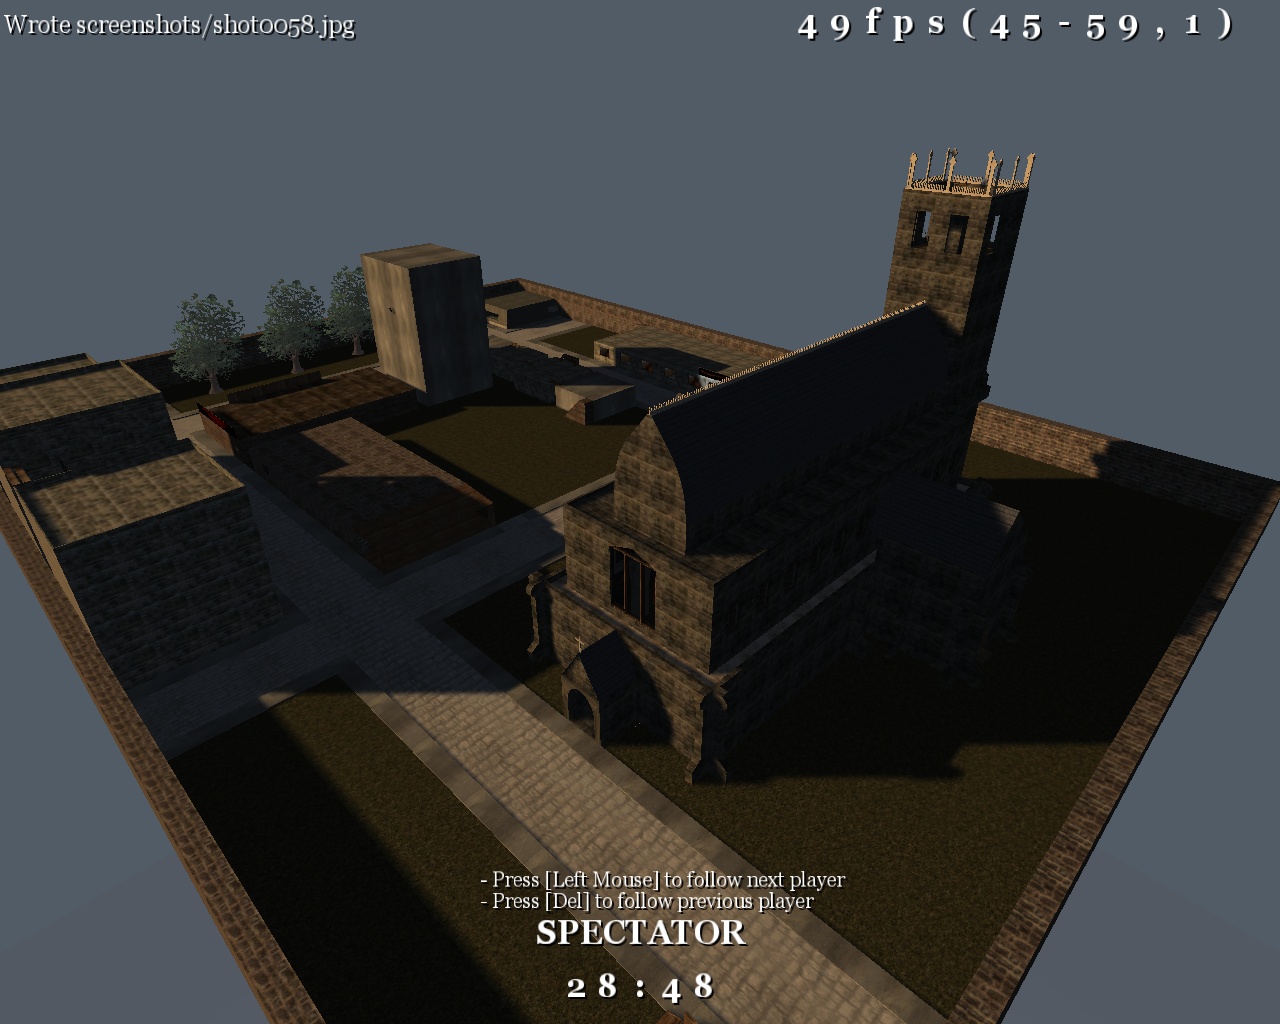 Wrote screenshots/shot0058.jpg
49fps(45-59,1)
- Press [Left Mouse] to follow next player
- Press [Del] to follow previous player
SPECTATOR
28:48